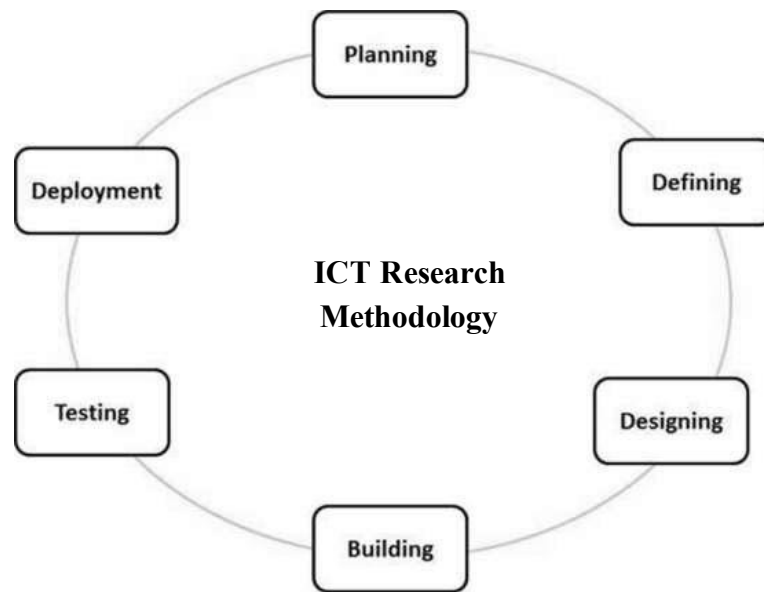 Planning
Defining
Designing
Building
Testing
Deployment
ICT Research
Methodology